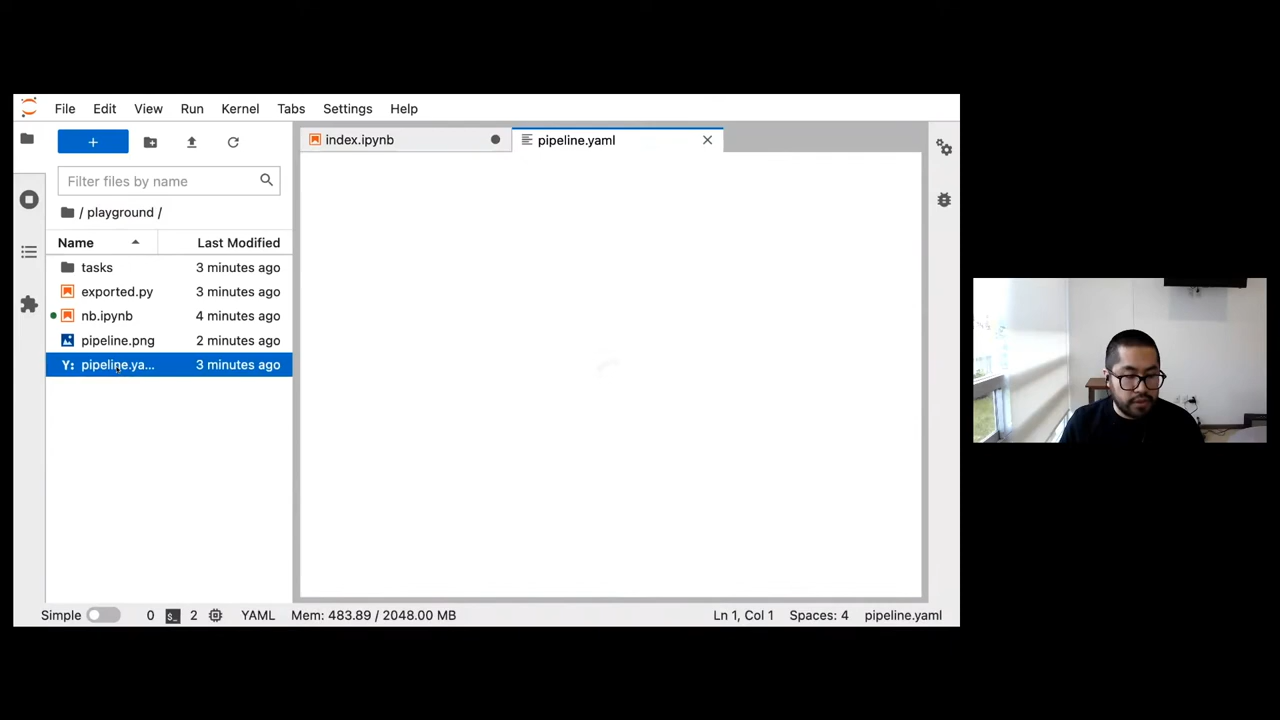 File Edit View Run Kernel Tabs Settings Help
index.ipynb pipeline.yaml
+
Filter files by name
/ playground /
Name Last Modified
tasks 3 minutes ago
exported.py 3 minutes ago
nb.ipynb 4 minutes ago
pipeline.png 2 minutes ago
Y: pipeline.ya... 3 minutes ago
Simple 0 $_ 2 YAML Mem: 483.89 / 2048.00 MB Ln 1, Col 1 Spaces: 4 pipeline.yaml